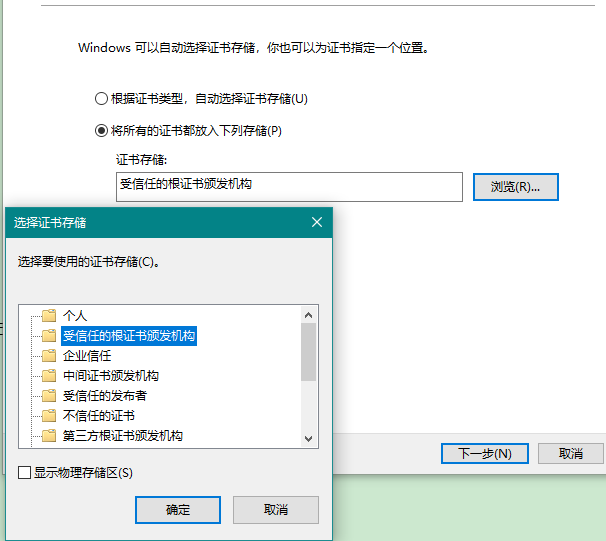 Windows 可以自动选择证书存储，你也可以为证书指定一个位置。
根据证书类型，自动选择证书存储(U)
将所有的证书都放入下列存储(P)
证书存储:
受信任的根证书颁发机构
浏览(R)...
选择证书存储
选择要使用的证书存储(C)。
个人
受信任的根证书颁发机构
企业信任
中间证书颁发机构
受信任的发布者
不信任的证书
第三方根证书颁发机构
显示物理存储区(S)
确定 取消
下一步(N) 取消